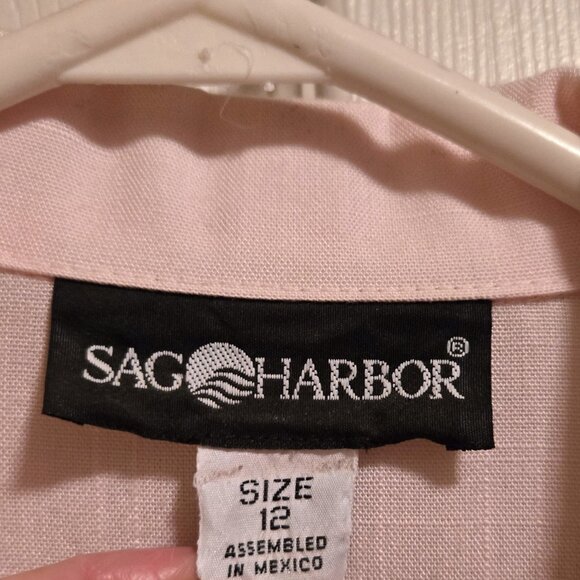 SAG HARBOR®
SIZE
12
ASSEMBLED
IN MEXICO